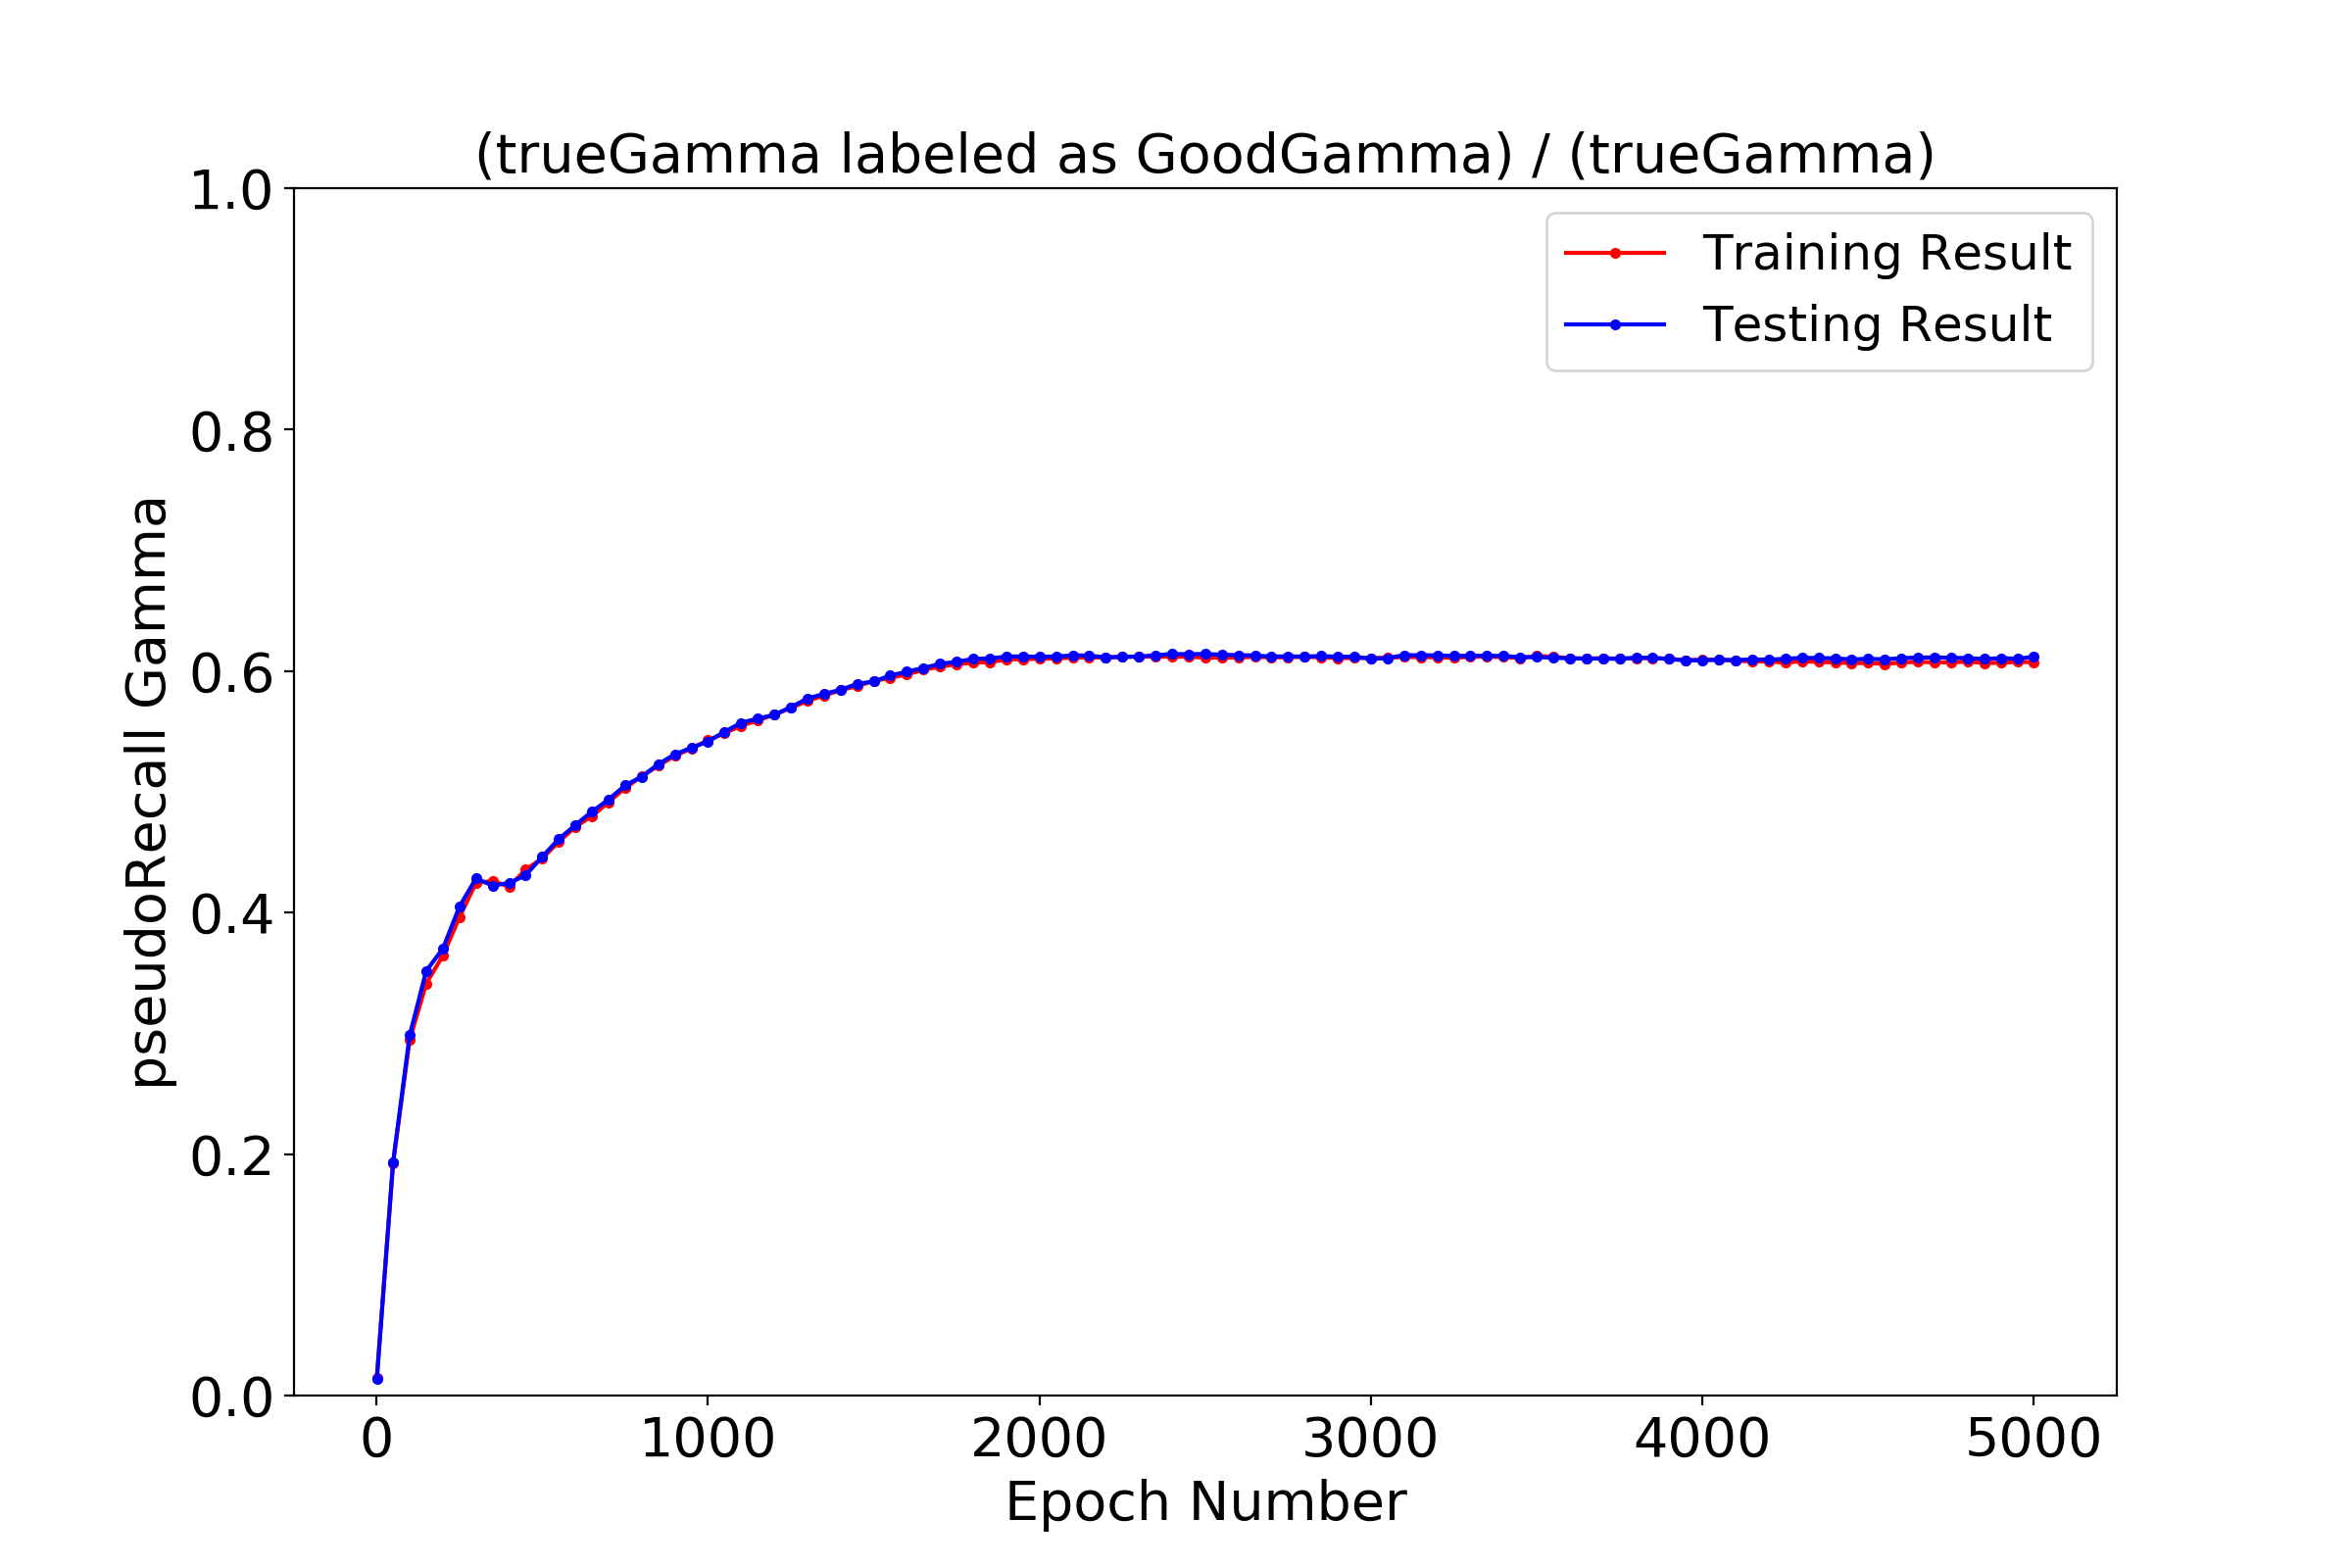 (trueGamma labeled as GoodGamma) / (trueGamma)
1.0
0.8
0.6
0.4
0.2
0.0
pseudoRecall Gamma
Training Result
Testing Result
0 1000 2000 3000 4000 5000
Epoch Number